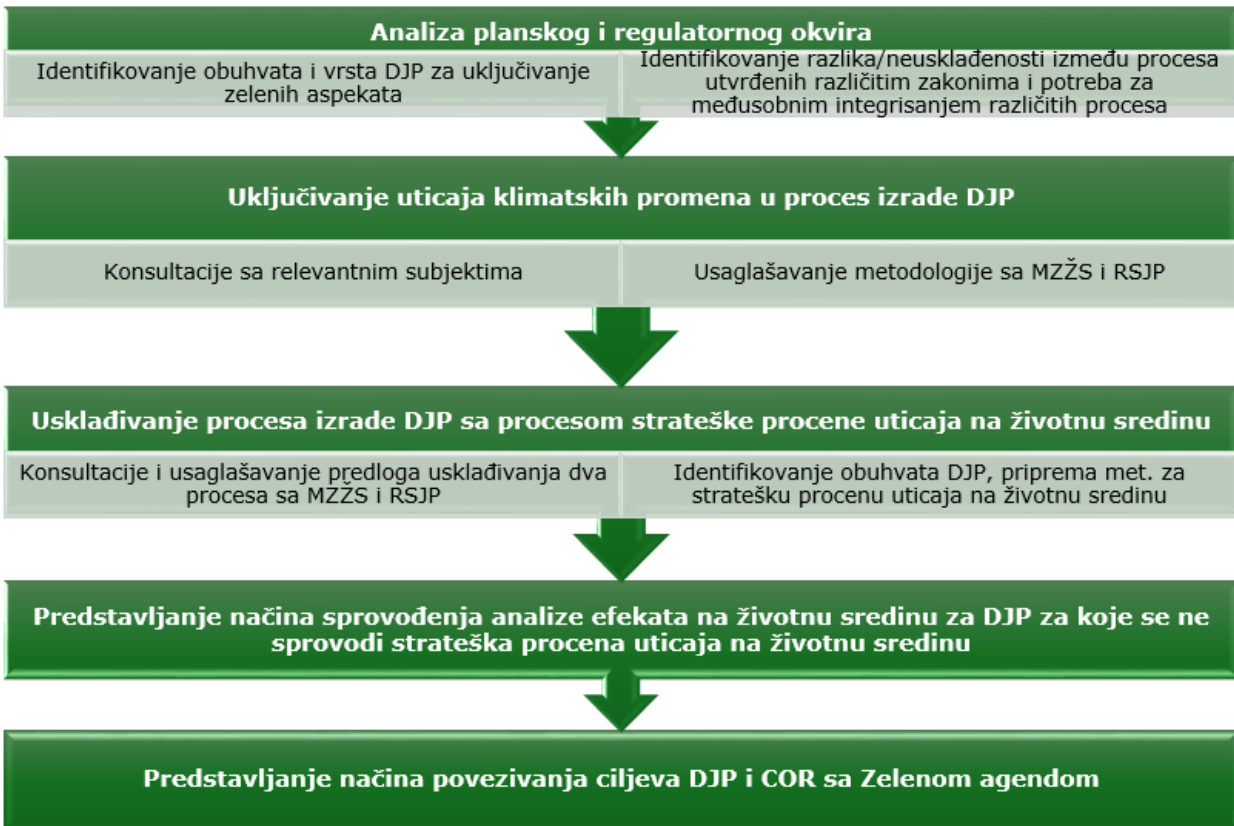 Analiza planskog i regulatornog okvira
Identifikovanje obuhvata i vrsta DJP za uključivanje
zelenih aspekata
Identifikovanje razlika/neusklađenosti između procesa
utvrđenih različitim zakonima i potreba za
međusobnim integrisanjem različitih procesa
Uključivanje uticaja klimatskih promena u proces izrade DJP
Konsultacije sa relevantnim subjektima
Usaglašavanje metodologije sa MZŽS i RSJP
Usklađivanje procesa izrade DJP sa procesom strateške procene uticaja na životnu sredinu
Konsultacije i usaglašavanje predloga usklađivanja dva
procesa sa MZŽS i RSJP
Identifikovanje obuhvata DJP, priprema met. za
stratešku procenu uticaja na životnu sredinu
Predstavljanje načina sprovođenja analize efekata na životnu sredinu za DJP za koje se ne
sprovodi strateška procena uticaja na životnu sredinu
Predstavljanje načina povezivanja ciljeva DJP i COR sa Zelenom agendom